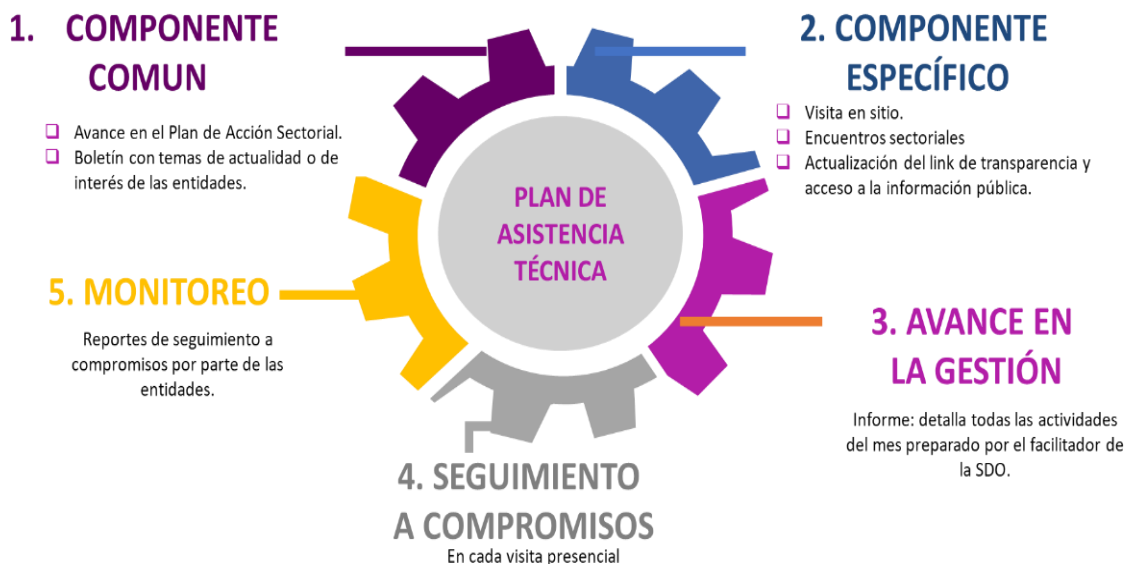 1. COMPONENTE
COMUN
❑ Avance en el Plan de Acción Sectorial.
❑ Boletín con temas de actualidad o de
interés de las entidades.
2. COMPONENTE
ESPECÍFICO
❑ Visita en sitio.
❑ Encuentros sectoriales
❑ Actualización del link de transparencia y
acceso a la información pública.
PLAN DE
ASISTENCIA
TÉCNICA
3. AVANCE EN
LA GESTIÓN
Informe: detalla todas las actividades
del mes preparado por el facilitador de
la SDO.
4. SEGUIMIENTO
A COMPROMISOS
En cada visita presencial
5. MONITOREO
Reportes de seguimiento a
compromisos por parte de las
entidades.